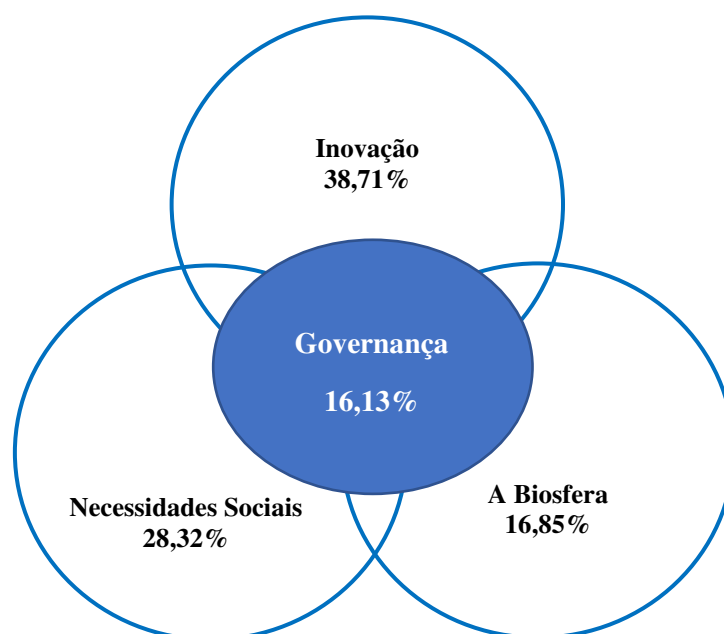 Inovação
38,71%
Governança
16,13%
Necessidades Sociais
28,32%
A Biosfera
16,85%